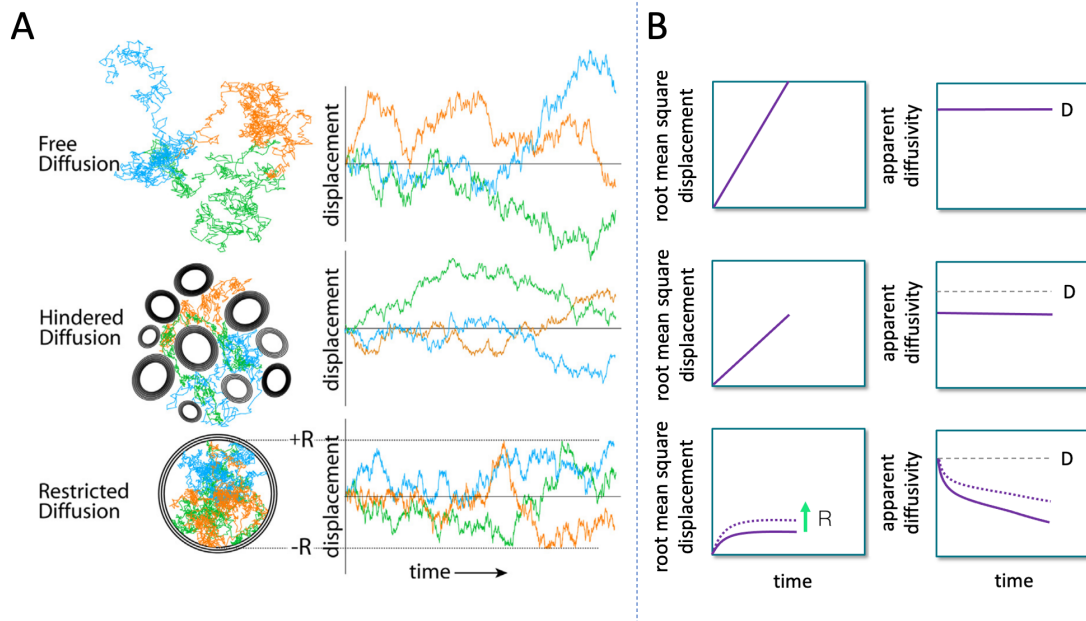 A
Free
Diffusion
displacement
Hindered
Diffusion
displacement
Restricted
Diffusion
+R
-R
displacement
time
B
root mean square
displacement
apparent
diffusivity
D
root mean square
displacement
apparent
diffusivity
D
root mean square
displacement
R
time
apparent
diffusivity
D
time